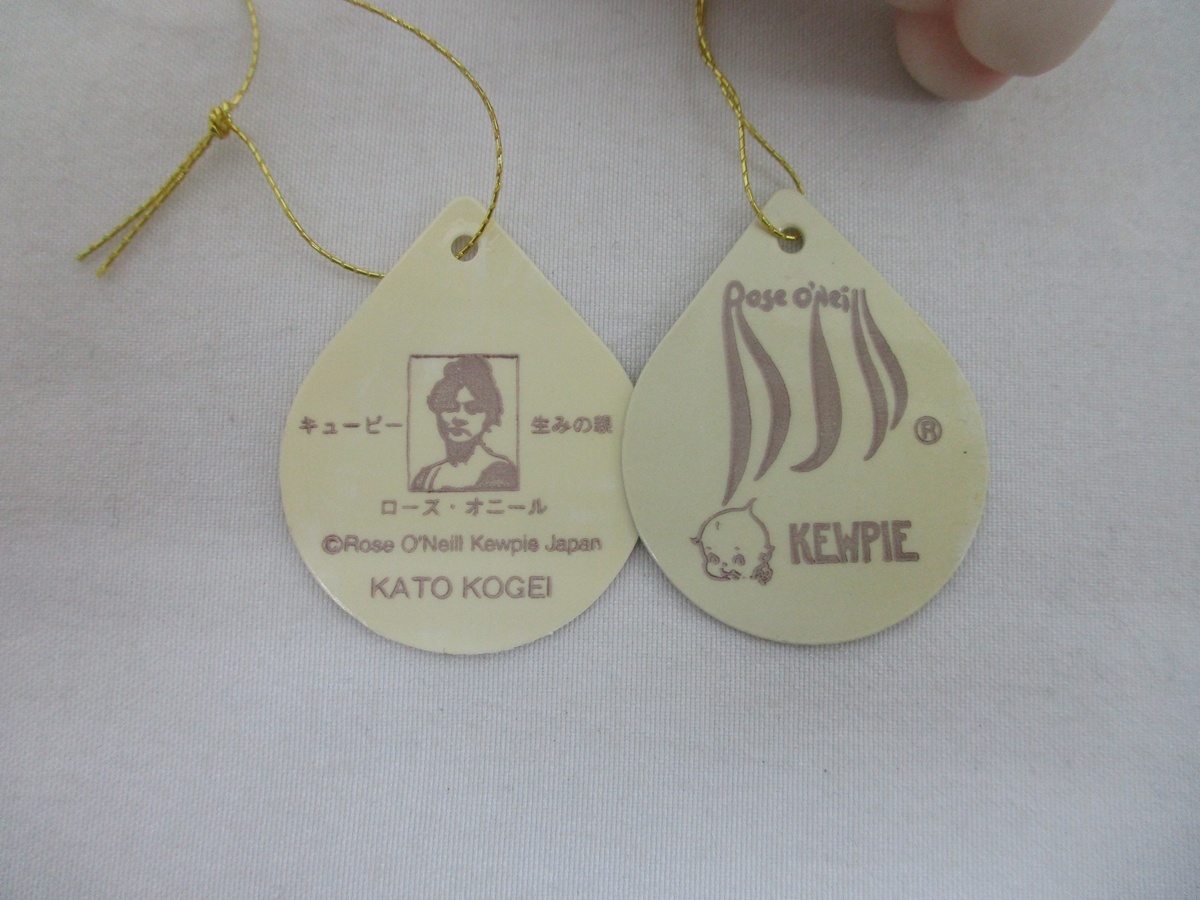 キューピー 生みの親
ローズ・オニール
©Rose O'Neill Kewpie Japan
KATO KOGEI
Rose O'Neill
®
KEWPIE